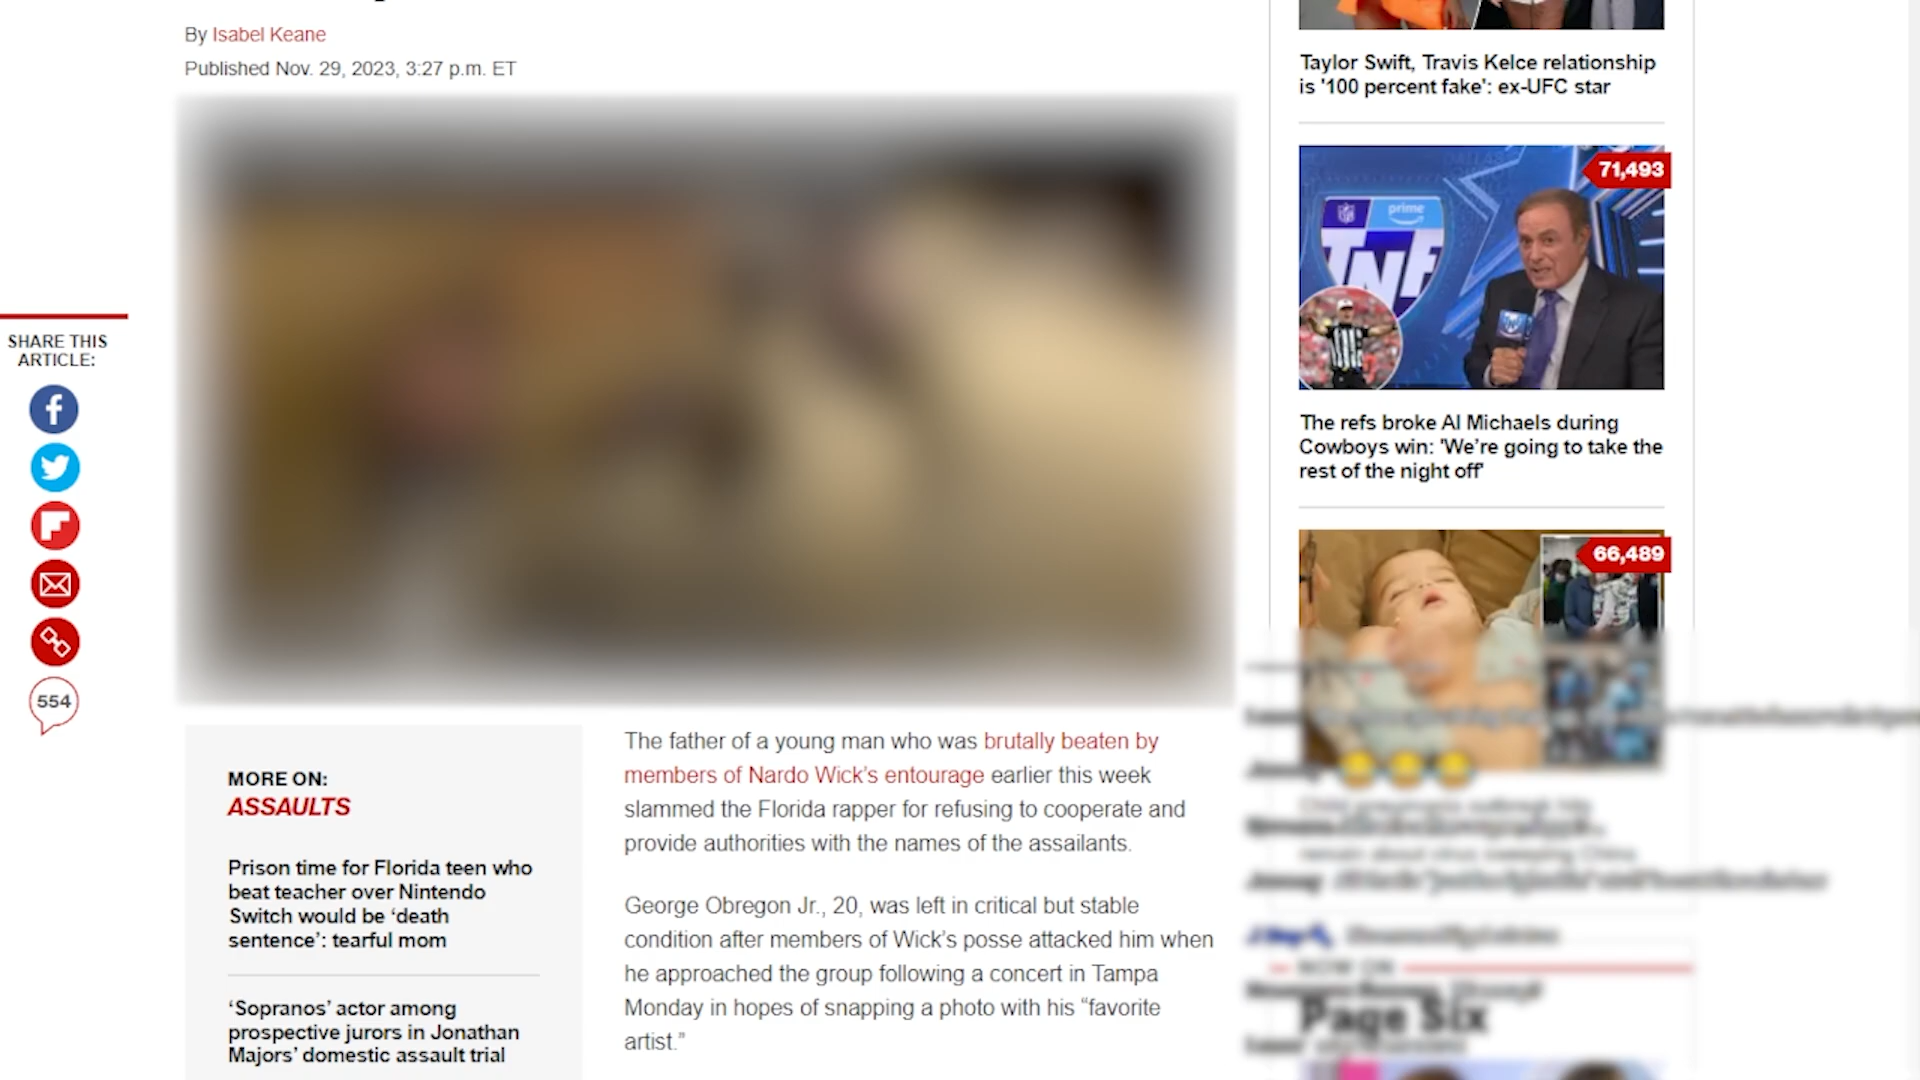 By Isabel Keane
Published Nov. 29, 2023, 3:27 p.m. ET
SHARE THIS
ARTICLE:
554
MORE ON:
ASSAULTS
Prison time for Florida teen who
beat teacher over Nintendo
Switch would be ‘death
sentence’: tearful mom
‘Sopranos’ actor among
prospective jurors in Jonathan
Majors’ domestic assault trial
The father of a young man who was brutally beaten by
members of Nardo Wick’s entourage earlier this week
slammed the Florida rapper for refusing to cooperate and
provide authorities with the names of the assailants.
George Obregon Jr., 20, was left in critical but stable
condition after members of Wick’s posse attacked him when
he approached the group following a concert in Tampa
Monday in hopes of snapping a photo with his “favorite
artist.”
Taylor Swift, Travis Kelce relationship
is '100 percent fake': ex-UFC star
71,493
prime
TNF
The refs broke Al Michaels during
Cowboys win: 'We’re going to take the
rest of the night off'
66,489
NOW ON
Page Six